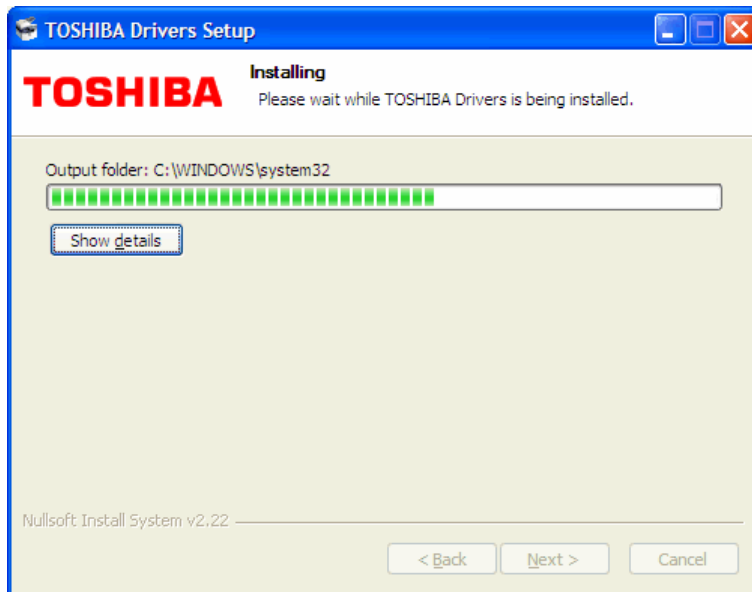 TOSHIBA Drivers Setup
TOSHIBA
Installing
Please wait while TOSHIBA Drivers is being installed.
Output folder: C:\WINDOWS\system32
Show details
Nullsoft Install System v2.22
< Back
Next >
Cancel